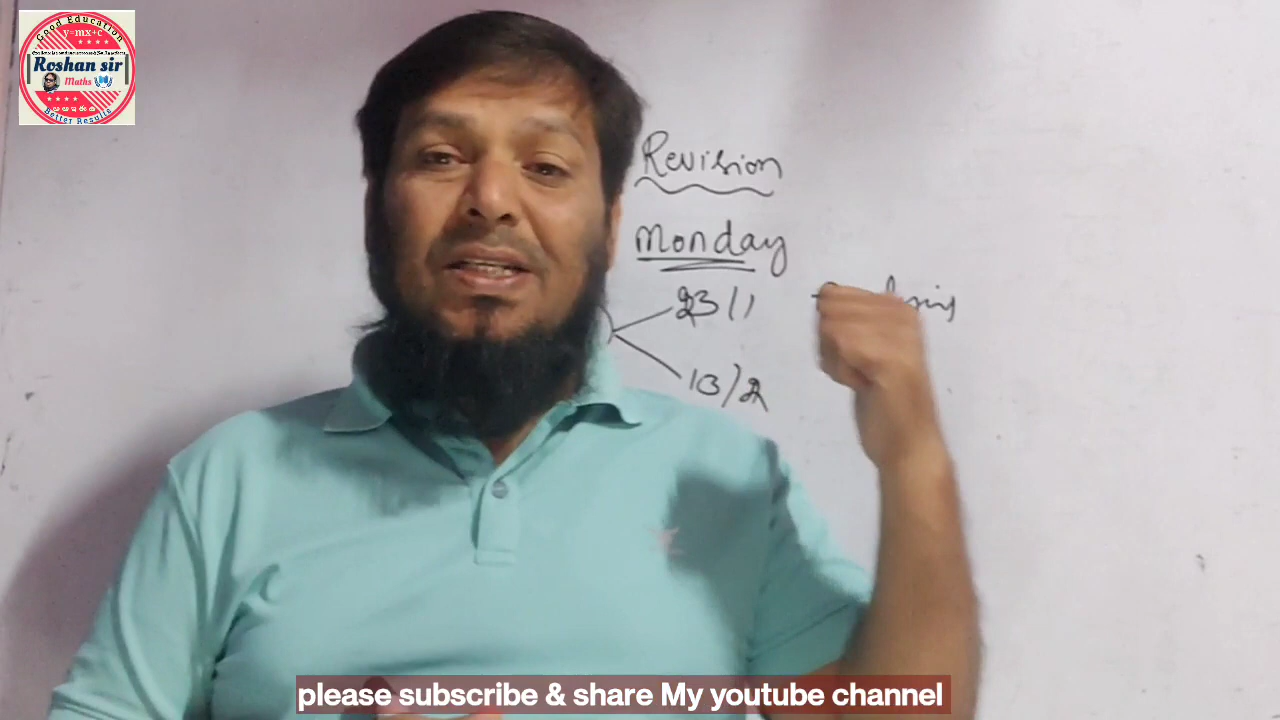 Good Education
y=mx+c
Roshan sir
Maths
Better Results
Revision
Monday
23/1
13/2
please subscribe & share My youtube channel